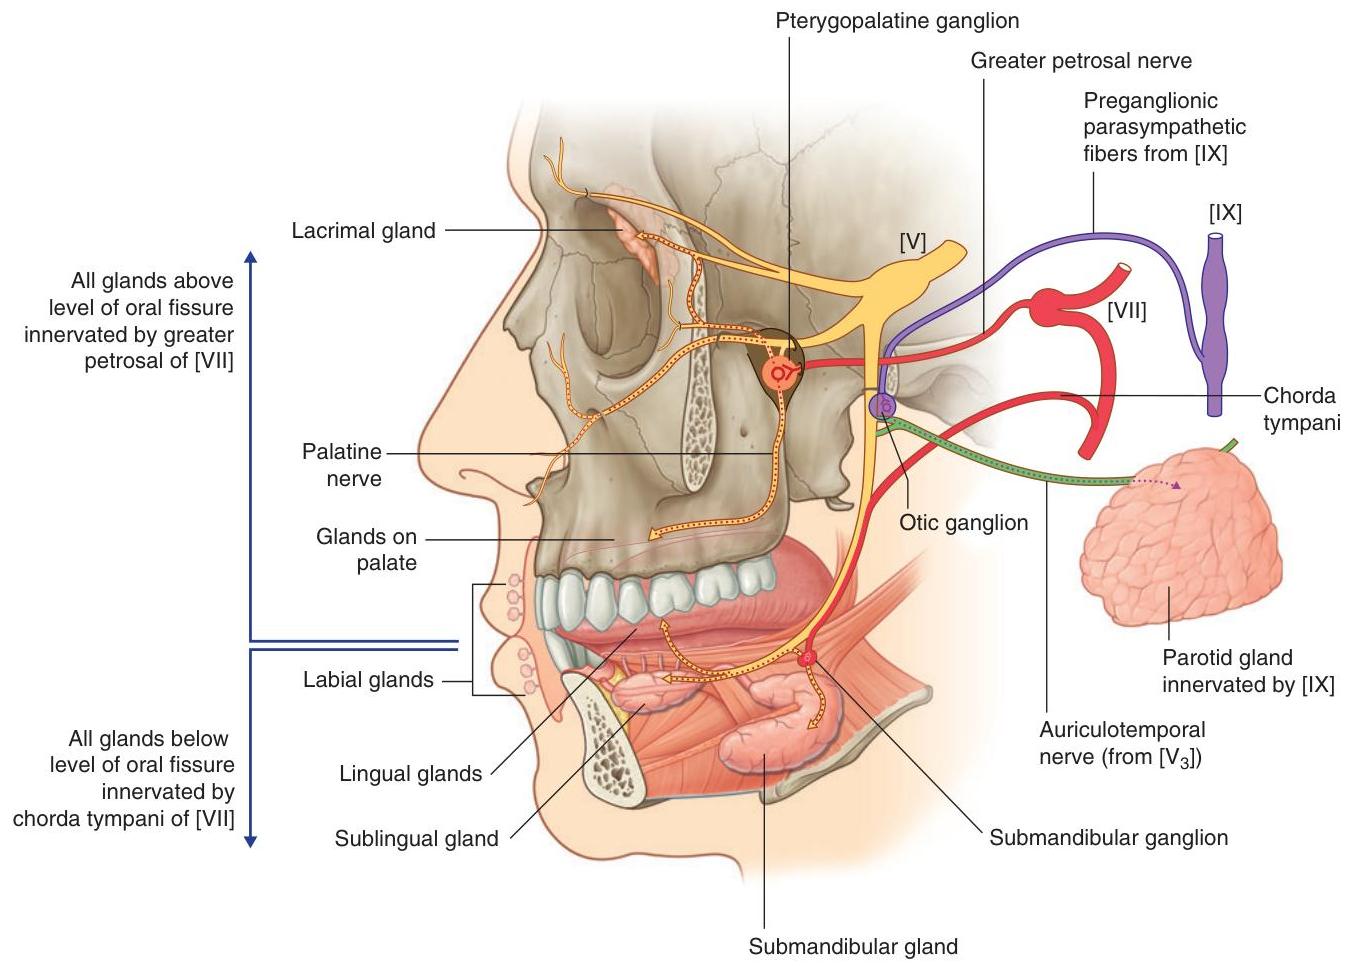 Pterygopalatine ganglion
Greater petrosal nerve
Preganglionic
parasympathetic
fibers from [IX]
[IX]
Lacrimal gland
[V]
All glands above
level of oral fissure
innervated by greater
petrosal of [VII]
[VII]
Chorda
tympani
Palatine
nerve
Otic ganglion
Glands on
palate
Labial glands
Parotid gland
innervated by [IX]
Auriculotemporal
nerve (from [V3])
All glands below
level of oral fissure
innervated by
chorda tympani of [VII]
Lingual glands
Sublingual gland
Submandibular ganglion
Submandibular gland